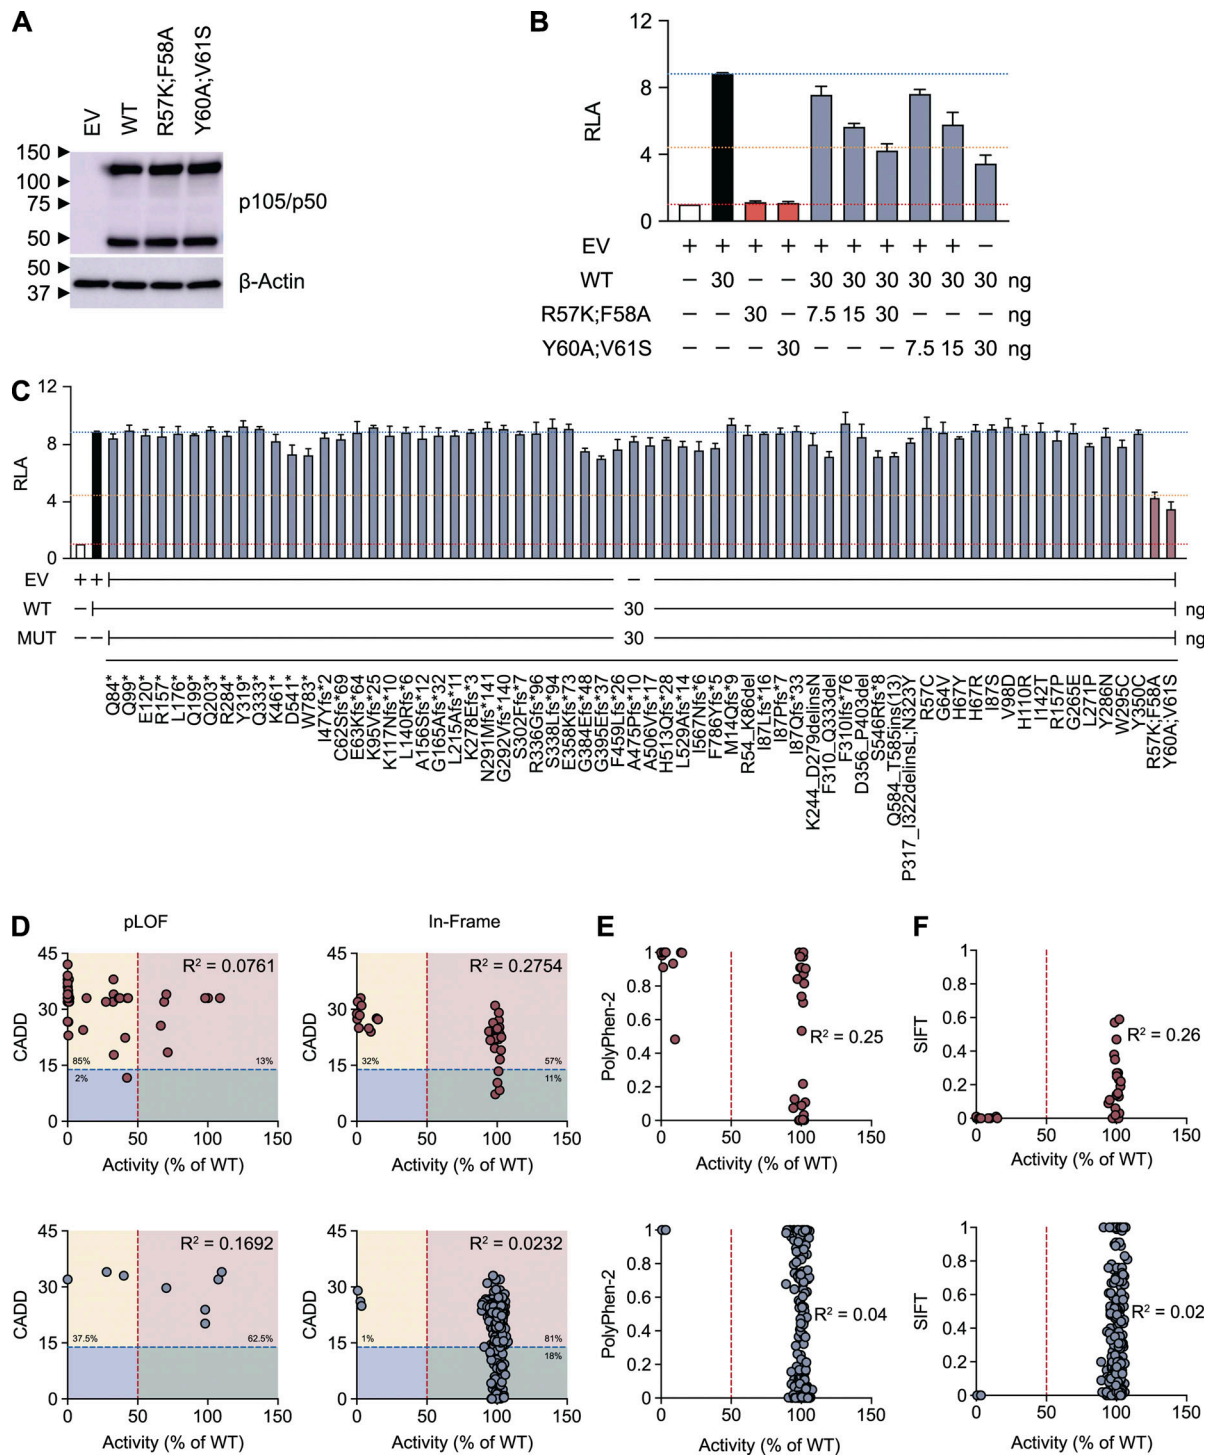 A
EV
WT
R57K;F58A
Y60A;V61S
150
100
75
50
50
37
p105/p50
β-Actin
B
RLA
12
8
4
0
EV + + + + + + + + + −
WT − 30 − − 30 30 30 30 30 30 ng
R57K;F58A − − 30 − 7.5 15 30 − − − ng
Y60A;V61S − − − 30 − − − 7.5 15 30 ng
C
RLA
12
8
4
0
EV + + −
WT − 30 ng
MUT − − 30 ng
Q84*
Q99*
E120*
R157*
L176*
Q199*
Q203*
R284*
Y319*
Q333*
K461*
D541*
W783*
I47Yfs*2
C62Sfs*69
E63Kfs*64
K95Vfs*25
K117Nfs*10
L140Rfs*6
A156Sfs*12
G165Afs*32
L215Afs*11
K278Efs*3
N291Mfs*141
G292Vfs*140
S302Ffs*7
R336Gfs*96
S338Lfs*94
E358Kfs*73
G384Efs*48
G395Efs*37
F459Lfs*26
A475Pfs*10
A506Vfs*17
H513Qfs*28
L529Afs*14
I567Nfs*6
F786Yfs*5
M14Qfs*9
R54_K86del
I87Lfs*16
I87Pfs*7
I87Qfs*33
K244_D279delinsN
F310_Q333del
F310Ifs*76
D356_P403del
S546Rfs*8
Q584_T585ins(13)
P317_I322delinsL;N323Y
R57C
G64V
H67Y
H67R
I87S
V98D
H110R
I142T
R157P
G265E
L271P
Y286N
W295C
Y350C
R57K;F58A
Y60A;V61S
D
pLOF
CADD
45
30
15
0
R² = 0.0761
85%
13%
2%
0 50 100 150
Activity (% of WT)
In-Frame
CADD
45
30
15
0
R² = 0.2754
32%
57%
11%
0 50 100 150
Activity (% of WT)
E
PolyPhen-2
1
0.8
0.6
0.4
0.2
0
R² = 0.25
0 50 100 150
Activity (% of WT)
F
SIFT
1
0.8
0.6
0.4
0.2
0
R² = 0.26
0 50 100 150
Activity (% of WT)
CADD
45
30
15
0
R² = 0.1692
37.5%
62.5%
0 50 100 150
Activity (% of WT)
CADD
45
30
15
0
R² = 0.0232
1%
81%
18%
0 50 100 150
Activity (% of WT)
PolyPhen-2
1
0.8
0.6
0.4
0.2
0
R² = 0.04
0 50 100 150
Activity (% of WT)
SIFT
1
0.8
0.6
0.4
0.2
0
R² = 0.02
0 50 100 150
Activity (% of WT)